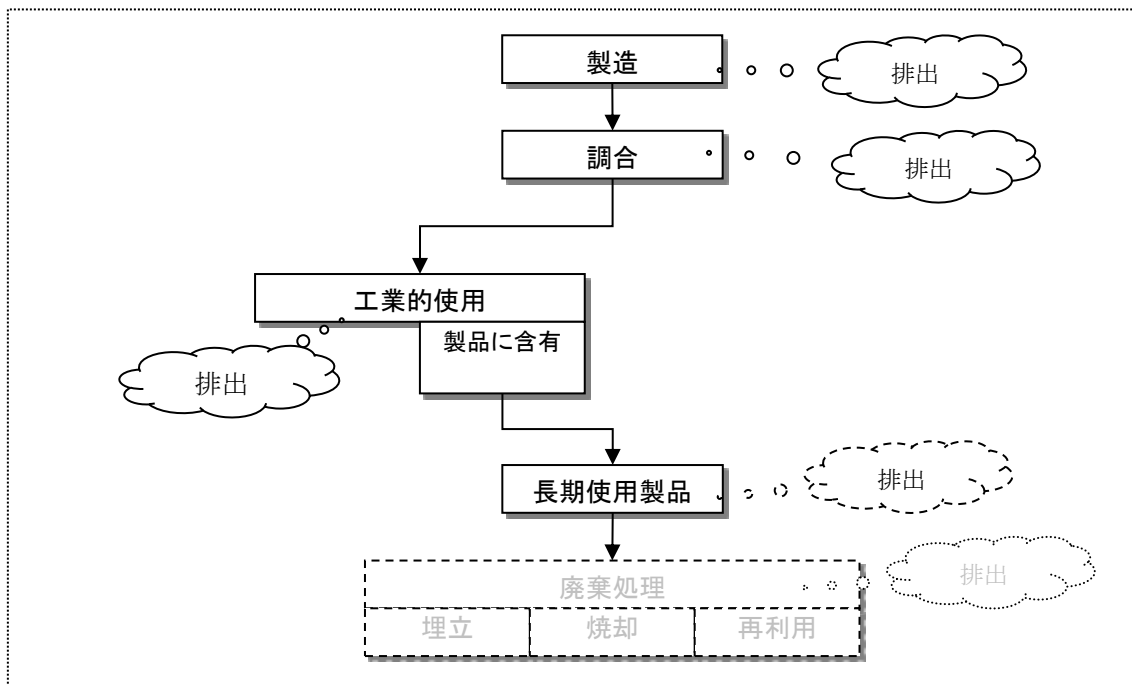 製造
排出
調合
排出
工業的使用
製品に含有
排出
長期使用製品
排出
廃棄処理
排出
埋立
焼却
再利用